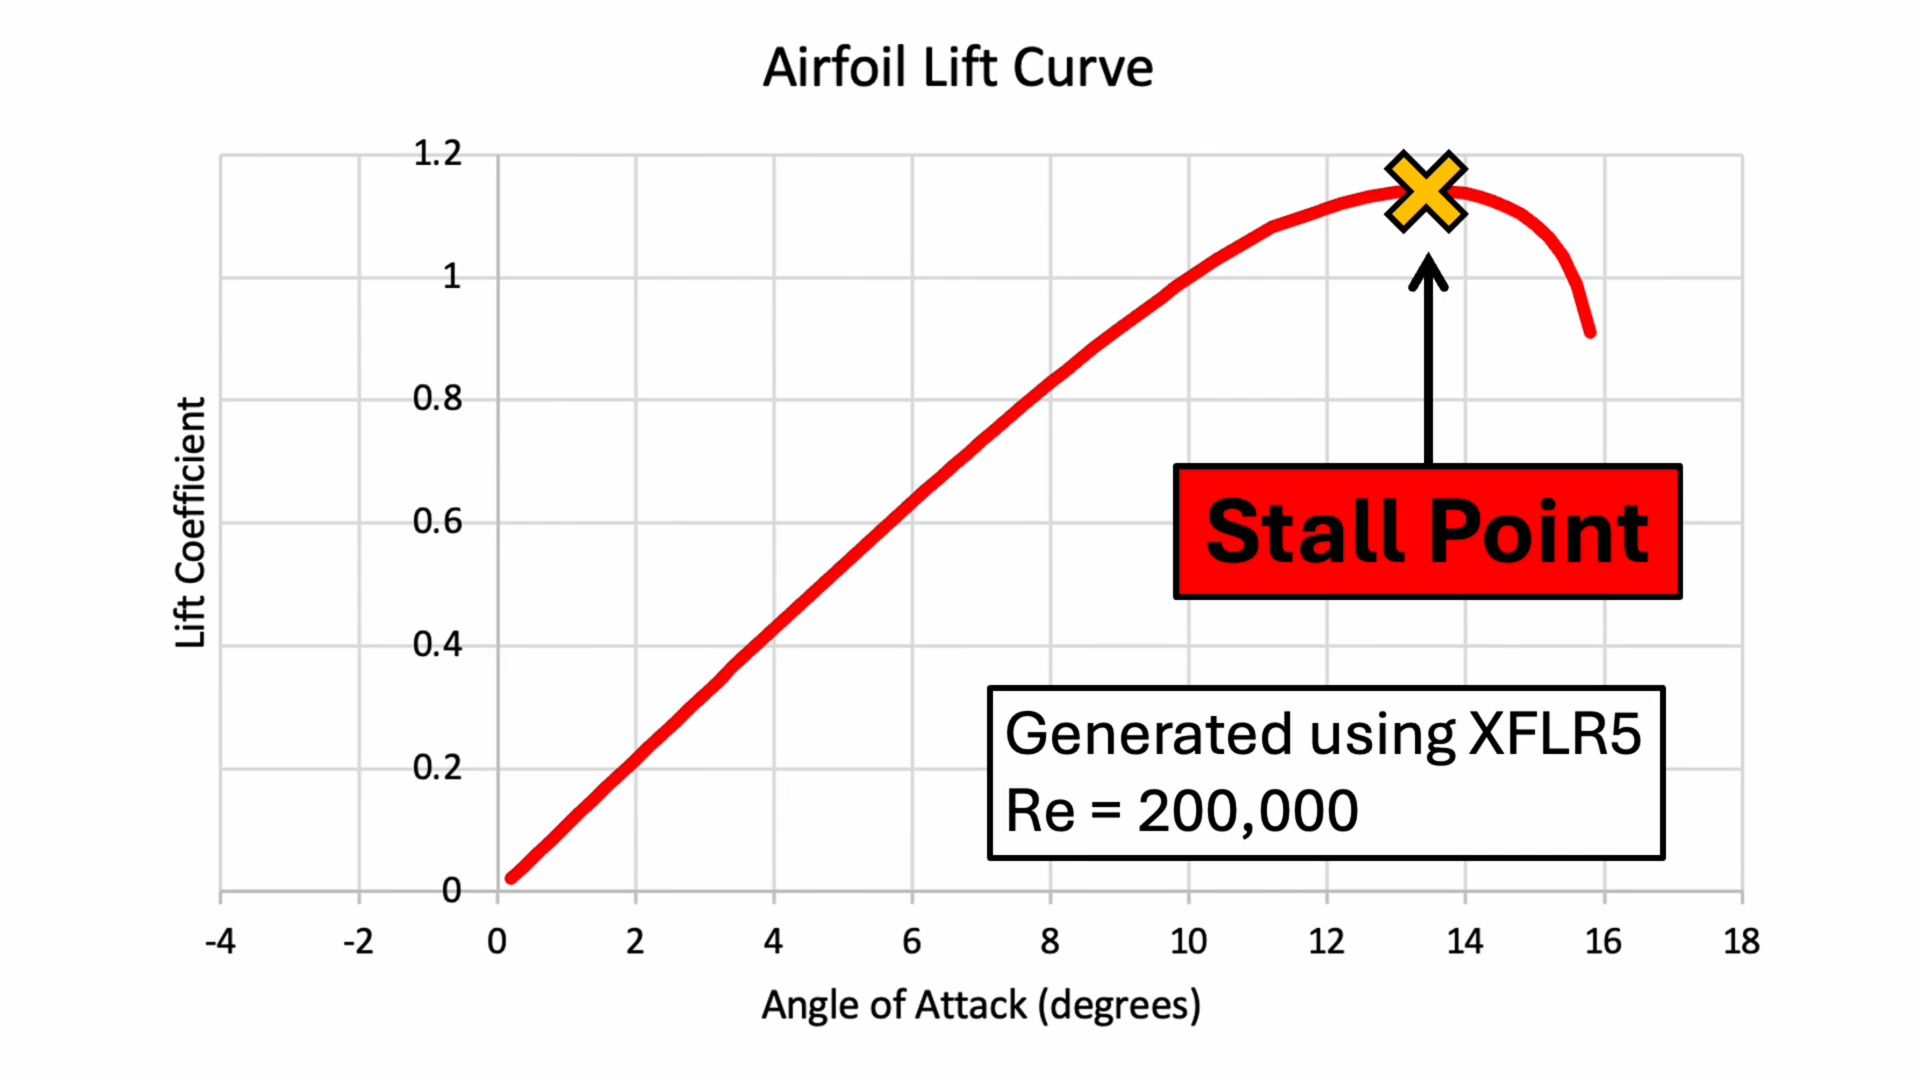 Airfoil Lift Curve
1.2
1
0.8
0.6
0.4
0.2
0
Lift Coefficient
Stall Point
Generated using XFLR5
Re = 200,000
-4 -2 0 2 4 6 8 10 12 14 16 18
Angle of Attack (degrees)